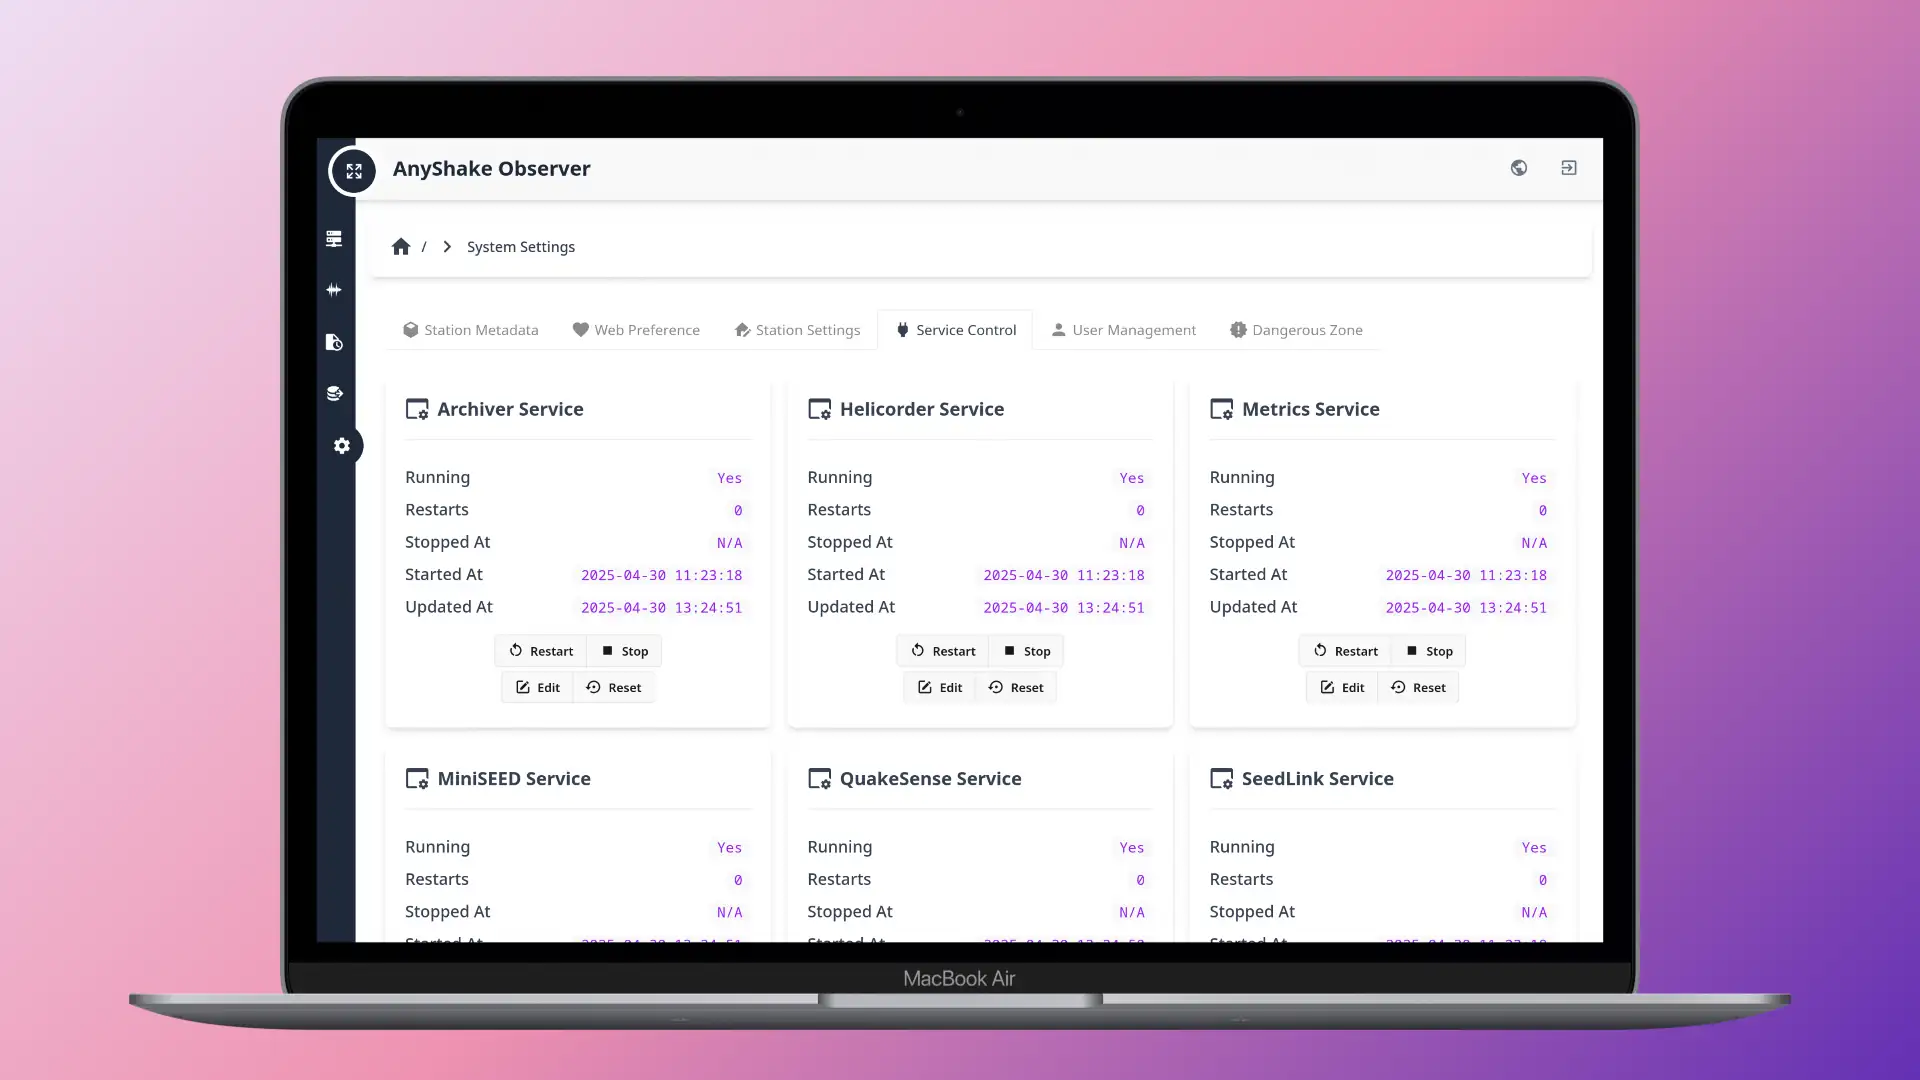 AnyShake Observer
/ System Settings
Station Metadata Web Preference Station Settings Service Control User Management Dangerous Zone
Archiver Service
Running Yes
Restarts 0
Stopped At N/A
Started At 2025-04-30 11:23:18
Updated At 2025-04-30 13:24:51
Restart Stop
Edit Reset
Helicorder Service
Running Yes
Restarts 0
Stopped At N/A
Started At 2025-04-30 11:23:18
Updated At 2025-04-30 13:24:51
Restart Stop
Edit Reset
Metrics Service
Running Yes
Restarts 0
Stopped At N/A
Started At 2025-04-30 11:23:18
Updated At 2025-04-30 13:24:51
Restart Stop
Edit Reset
MiniSEED Service
Running Yes
Restarts 0
Stopped At N/A
Started At
QuakeSense Service
Running Yes
Restarts 0
Stopped At N/A
Started At
SeedLink Service
Running Yes
Restarts 0
Stopped At N/A
Started At
MacBook Air